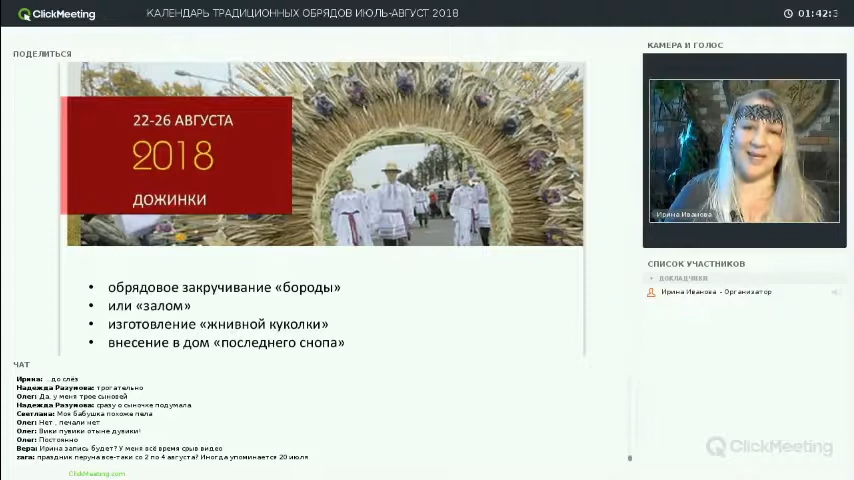 ClickMeeting
КАЛЕНДАРЬ ТРАДИЦИОННЫХ ОБРЯДОВ ИЮЛЬ-АВГУСТ 2018
01:42:3
ПОДЕЛИТЬСЯ
22-26 АВГУСТА
2018
ДОЖИНКИ
• обрядовое закручивание «бороды»
• или «залом»
• изготовление «жнивной куколки»
• внесение в дом «последнего снопа»
ЧАТ
Ирина: ...до слёз
Надежда Разумова: трогательно
Олег: Да, у меня трое сыновей
Надежда Разумова: сразу о сыночке подумала
Светлана: Моя бабушка похоже пела
Олег: Нет , печали нет
Олег: Вики пувики отыне дувики!
Олег: Постоянно
Вера: Ирина запись будет? У меня всё время срыв видео
zara: праздник перуна все-таки со 2 по 4 августа? Иногда упоминается 20 июля
ClickMeeting.com
КАМЕРА И ГОЛОС
Ирина Иванова
СПИСОК УЧАСТНИКОВ
ДОКЛАДЧИКИ
Ирина Иванова - Организатор
ClickMeeting